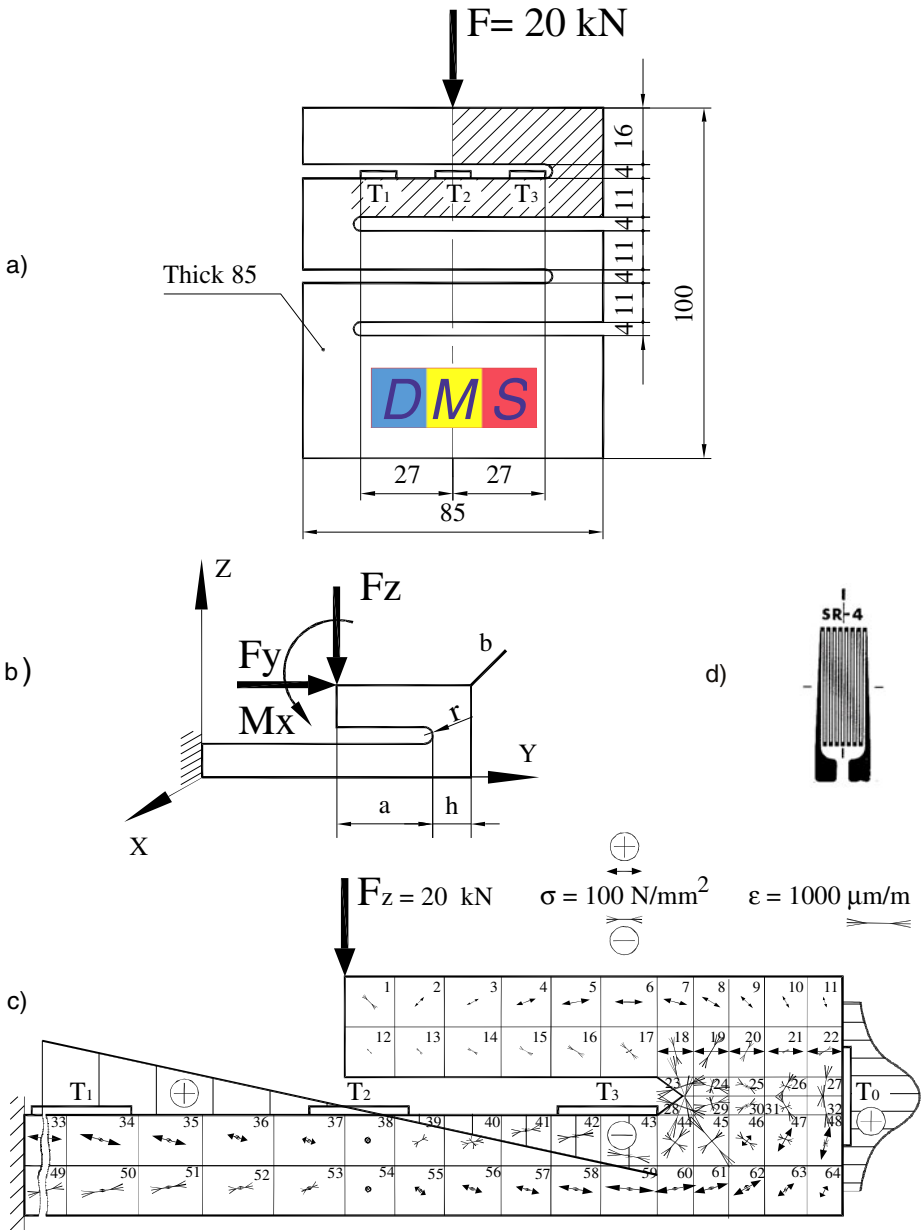 F= 20 kN
16
4
T1 T2 T3
11
4
a)
11
4
Thick 85
11
4
100
DMS
27 27
85
Z
Fz
SR-4
b
b)
Fy
d)
Mx
r
Y
a h
X
+
Fz = 20 kN σ = 100 N/mm² ε = 1000 μm/m
−
c)
1 2 3 4 5 6 7 8 9 10 11
12 13 14 15 16 17 18 19 20 21 22
23 24 25 26 27
T1 + T2 T3 T0
28 29 30 31 32
33 34 35 36 37 38 39 40 41 42 43 44 45 46 47 48
− +
49 50 51 52 53 54 55 56 57 58 59 60 61 62 63 64